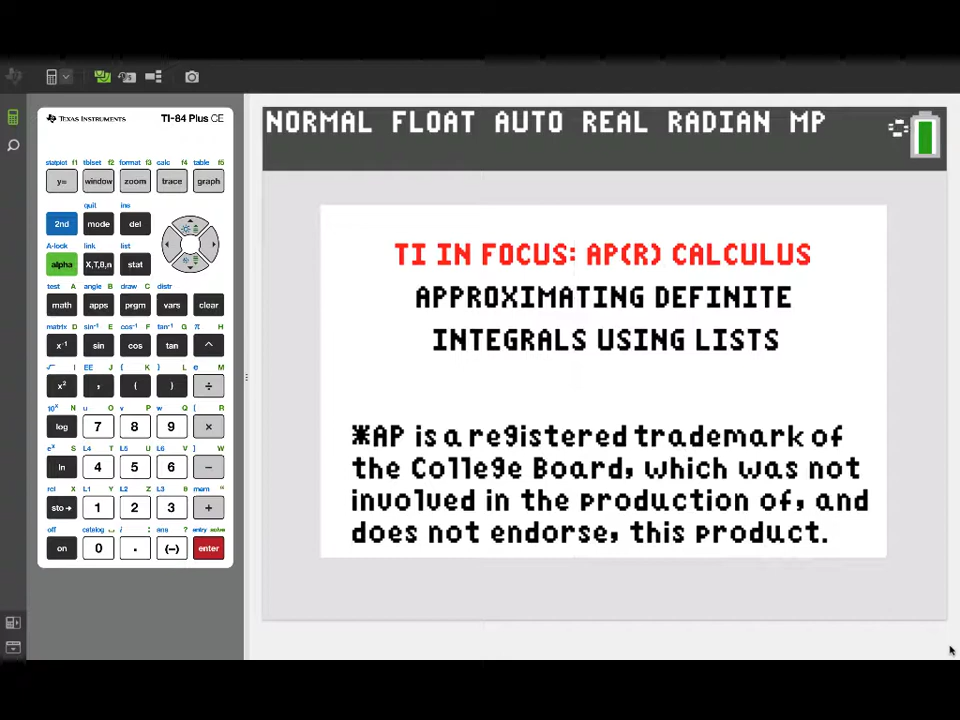 TEXAS INSTRUMENTS TI-84 Plus CE
statplot f1 tblset f2 format f3 calc f4 table f5
y= window zoom trace graph
quit ins
2nd mode del
A-lock link list
alpha X,T,θ,n stat
test A angle B draw C distr
math apps prgm vars clear
matrix D sin⁻¹ E cos⁻¹ F tan⁻¹ G π H
x⁻¹ sin cos tan ^
√ I EE J { K } L e M
x² , ( ) ÷
10ˣ N u O v P w Q [ R
log 7 8 9 ×
eˣ S L4 T L5 U L6 V ] W
ln 4 5 6 −
rcl X L1 Y L2 Z L3 θ mem "
sto→ 1 2 3 +
off catalog i : ans ? entry solve
on 0 . (−) enter
NORMAL FLOAT AUTO REAL RADIAN MP
TI IN FOCUS: AP(R) CALCULUS
APPROXIMATING DEFINITE
INTEGRALS USING LISTS
*AP is a registered trademark of
the College Board, which was not
involved in the production of, and
does not endorse, this product.